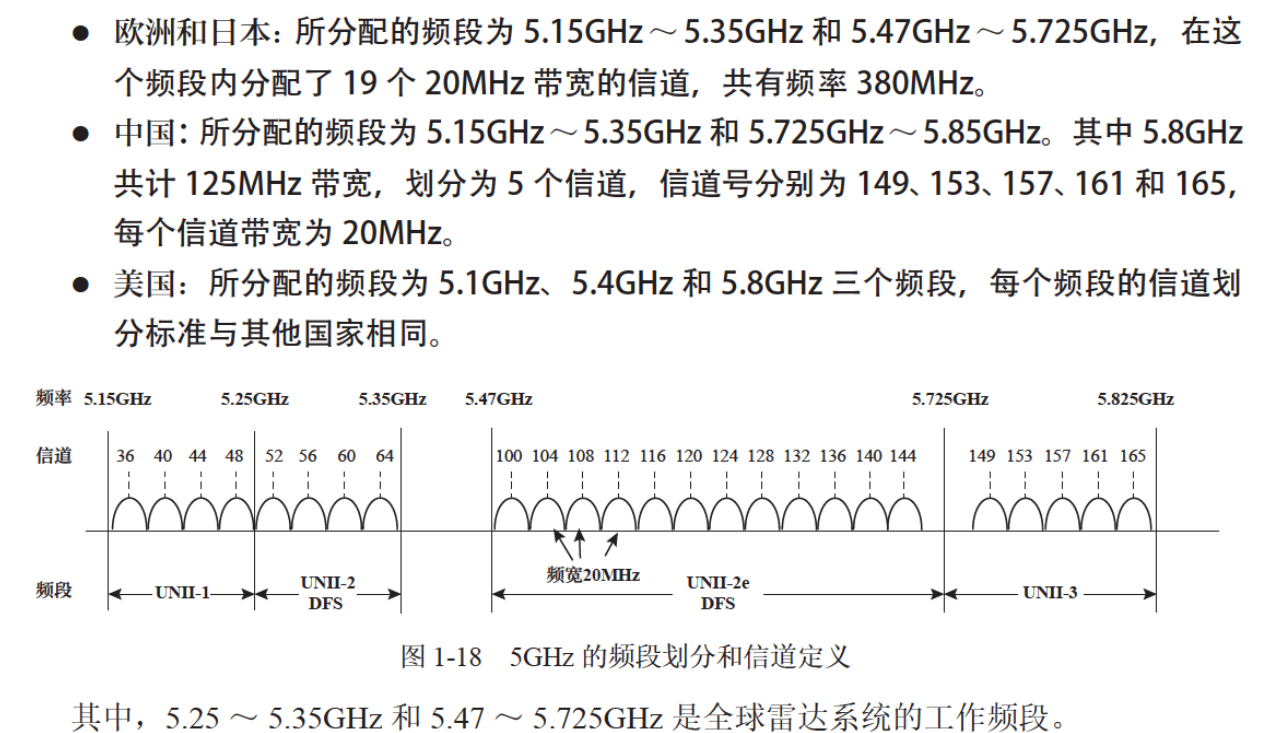 ● 欧洲和日本：所分配的频段为 5.15GHz～5.35GHz 和 5.47GHz～5.725GHz，在这
个频段内分配了 19 个 20MHz 带宽的信道，共有频率 380MHz。
● 中国：所分配的频段为 5.15GHz～5.35GHz 和 5.725GHz～5.85GHz。其中 5.8GHz
共计 125MHz 带宽，划分为 5 个信道，信道号分别为 149、153、157、161 和 165，
每个信道带宽为 20MHz。
● 美国：所分配的频段为 5.1GHz、5.4GHz 和 5.8GHz 三个频段，每个频段的信道划
分标准与其他国家相同。
频率 5.15GHz 5.25GHz 5.35GHz 5.47GHz 5.725GHz 5.825GHz
信道 36 40 44 48 52 56 60 64 100 104 108 112 116 120 124 128 132 136 140 144 149 153 157 161 165
频宽20MHz
频段 UNII-1 UNII-2 UNII-2e UNII-3
DFS DFS
图 1-18 5GHz 的频段划分和信道定义
其中，5.25 ～ 5.35GHz 和 5.47 ～ 5.725GHz 是全球雷达系统的工作频段。